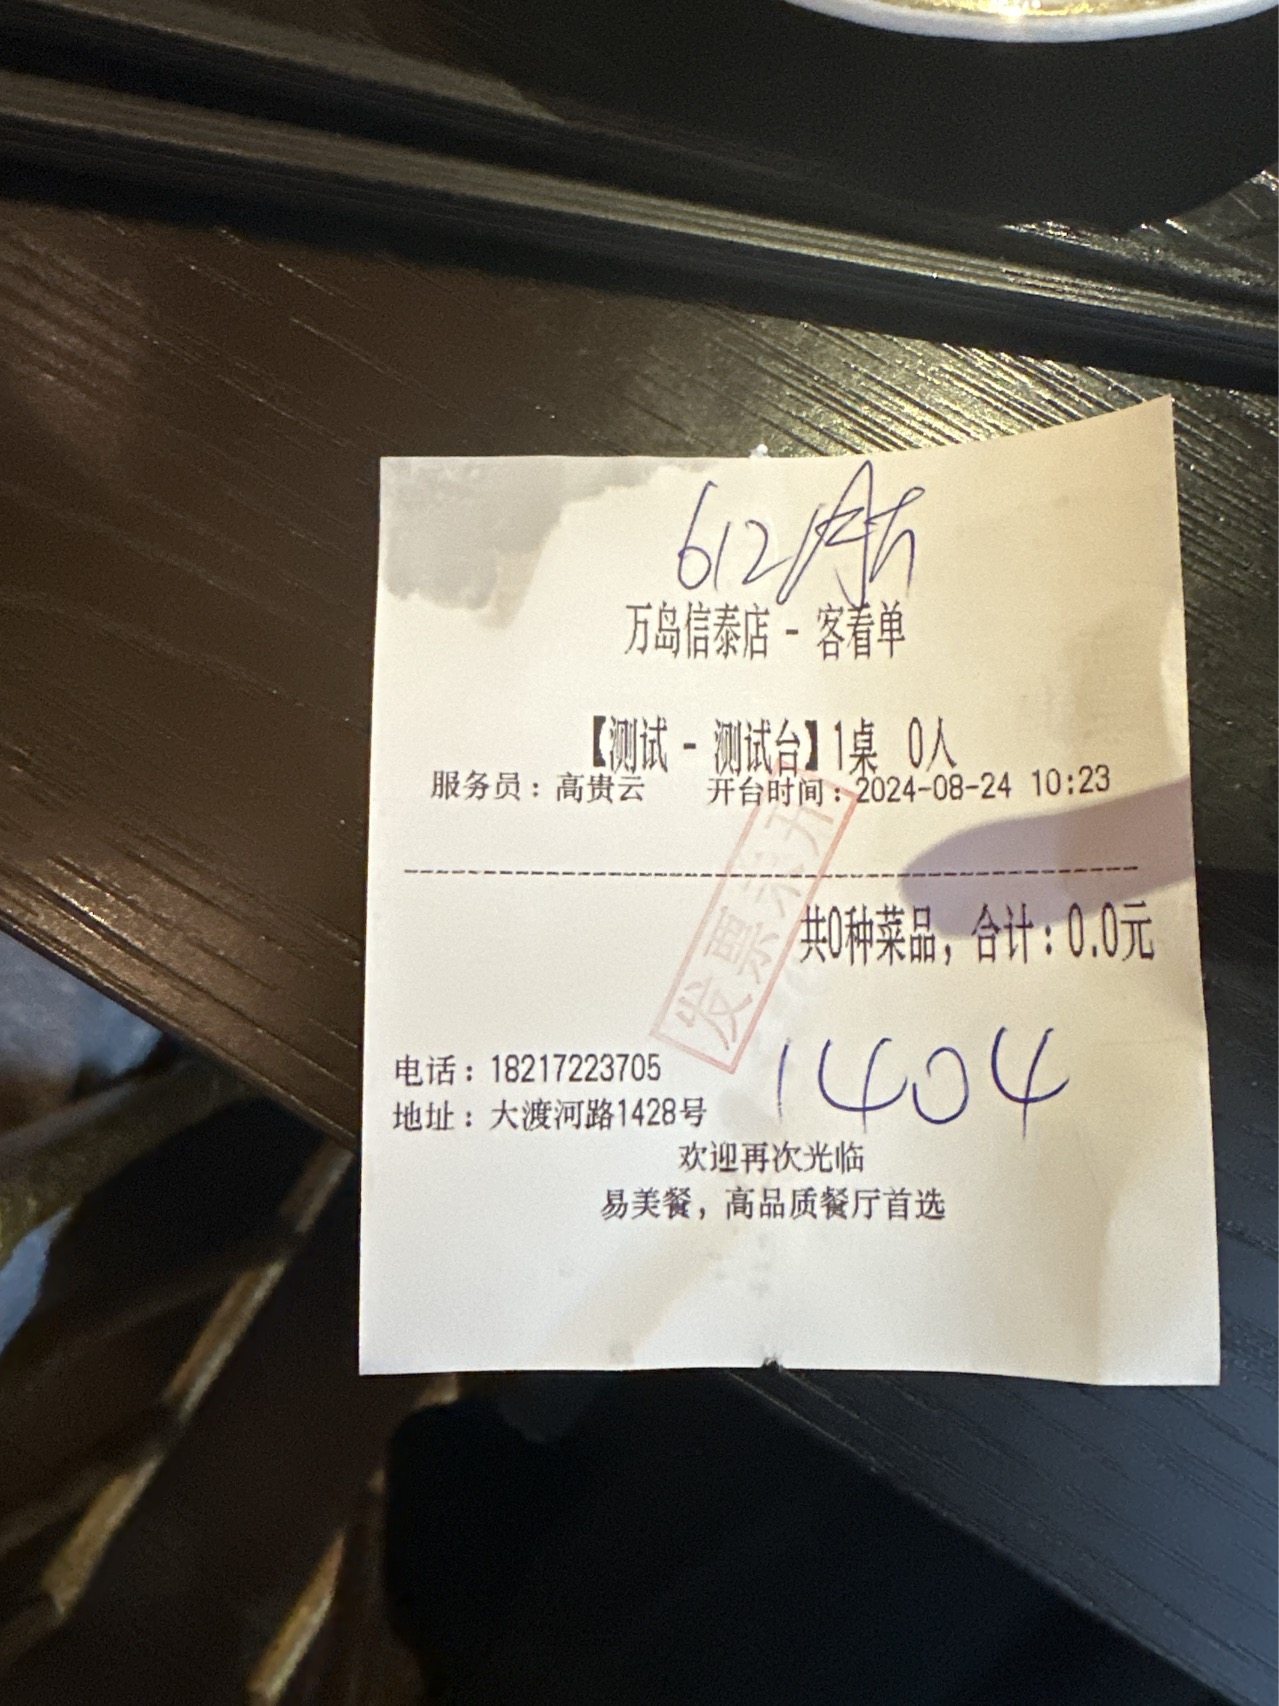 612
万岛信泰店 - 客看单
【测试 - 测试台】1桌 0人
服务员：高贵云 开台时间：2024-08-24 10:23
发票未开
共0种菜品，合计：0.0元
1404
电话：18217223705
地址：大渡河路1428号
欢迎再次光临
易美餐，高品质餐厅首选